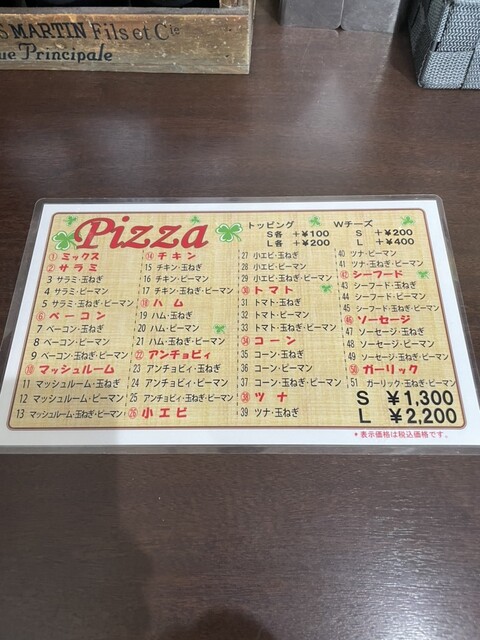 S MARTIN Fils et Cie
ue Principale
Pizza
①ミックス
②サラミ
3 サラミ・玉ねぎ
4 サラミ・ピーマン
5 サラミ・玉ねぎ・ピーマン
⑥ベーコン
7 ベーコン・玉ねぎ
8 ベーコン・ピーマン
9 ベーコン・玉ねぎ・ピーマン
⑩マッシュルーム
11 マッシュルーム・玉ねぎ
12 マッシュルーム・ピーマン
13 マッシュルーム・玉ねぎ・ピーマン
⑭チキン
15 チキン・玉ねぎ
16 チキン・ピーマン
17 チキン・玉ねぎ・ピーマン
⑱ハム
19 ハム・玉ねぎ
20 ハム・ピーマン
21 ハム・玉ねぎ・ピーマン
㉒アンチョビィ
23 アンチョビィ・玉ねぎ
24 アンチョビィ・ピーマン
25 アンチョビィ・玉ねぎ・ピーマン
㉖小エビ
トッピング
S各 +¥100
L各 +¥200
Wチーズ
S +¥200
L +¥400
27 小エビ・玉ねぎ
28 小エビ・ピーマン
29 小エビ・玉ねぎ・ピーマン
㉚トマト
31 トマト・玉ねぎ
32 トマト・ピーマン
33 トマト・玉ねぎ・ピーマン
㉞コーン
35 コーン・玉ねぎ
36 コーン・ピーマン
37 コーン・玉ねぎ・ピーマン
㊳ツナ
39 ツナ・玉ねぎ
40 ツナ・ピーマン
41 ツナ・玉ねぎ・ピーマン
㊷シーフード
43 シーフード・玉ねぎ
44 シーフード・ピーマン
45 シーフード・玉ねぎ・ピーマン
㊻ソーセージ
47 ソーセージ・玉ねぎ
48 ソーセージ・ピーマン
49 ソーセージ・玉ねぎ・ピーマン
㊿ガーリック
51 ガーリック・玉ねぎ・ピーマン
S ¥1,300
L ¥2,200
*表示価格は税込価格です。